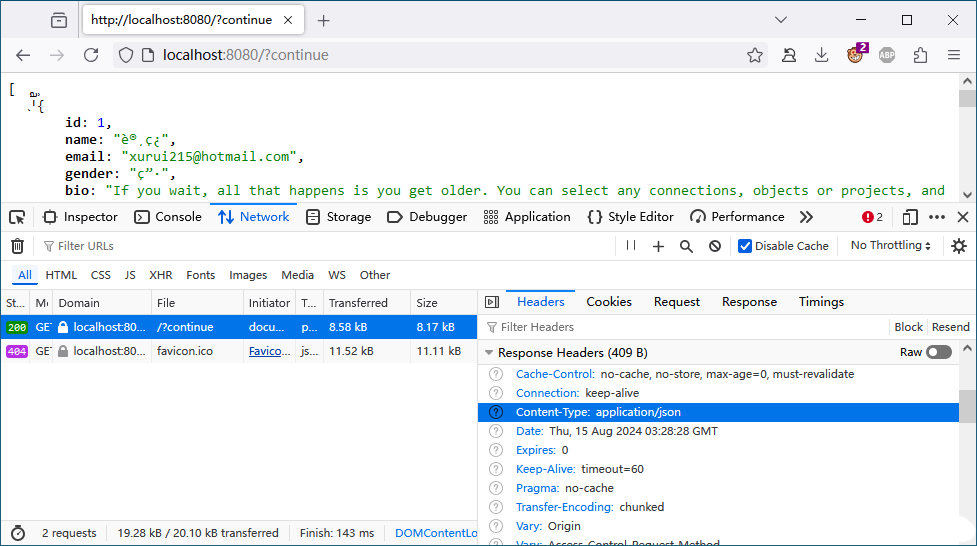 http://localhost:8080/?continue
localhost:8080/?continue
2
ABP
[
{
id: 1,
name: "è®¸ç¿",
email: "xurui215@hotmail.com",
gender: "ç”·",
bio: "If you wait, all that happens is you get older. You can select any connections, objects or projects, and
Inspector Console Network Storage Debugger Application Style Editor Performance 2
Filter URLs Disable Cache No Throttling
All HTML CSS JS XHR Fonts Images Media WS Other
St... Me Domain File Initiator T... Transferred Size
200 GET localhost:80... /?continue docu... p... 8.58 kB 8.17 kB
404 GET localhost:80... favicon.ico Favico... js... 11.52 kB 11.11 kB
Headers Cookies Request Response Timings
Filter Headers Block Resend
Response Headers (409 B) Raw
Cache-Control: no-cache, no-store, max-age=0, must-revalidate
Connection: keep-alive
Content-Type: application/json
Date: Thu, 15 Aug 2024 03:28:28 GMT
Expires: 0
Keep-Alive: timeout=60
Pragma: no-cache
Transfer-Encoding: chunked
Vary: Origin
Vary: Access-Control-Request-Method
2 requests 19.28 kB / 20.10 kB transferred Finish: 143 ms DOMContentLo